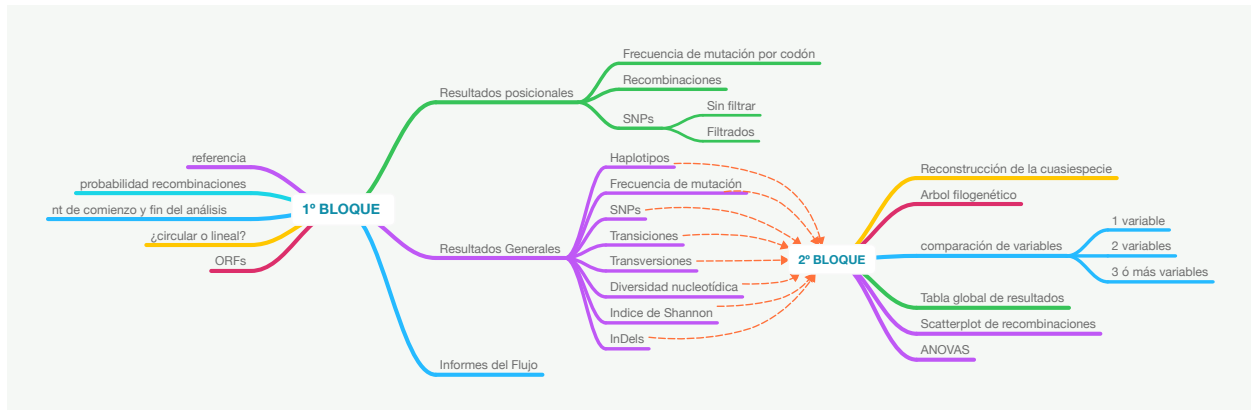 referencia
probabilidad recombinaciones
nt de comienzo y fin del análisis
¿circular o lineal?
ORFs
1º BLOQUE
Resultados posicionales
Frecuencia de mutación por codón
Recombinaciones
SNPs
Sin filtrar
Filtrados
Resultados Generales
Haplotipos
Frecuencia de mutación
SNPs
Transiciones
Transversiones
Diversidad nucleotídica
Indice de Shannon
InDels
Informes del Flujo
2º BLOQUE
Reconstrucción de la cuasiespecie
Arbol filogenético
comparación de variables
1 variable
2 variables
3 ó más variables
Tabla global de resultados
Scatterplot de recombinaciones
ANOVAS